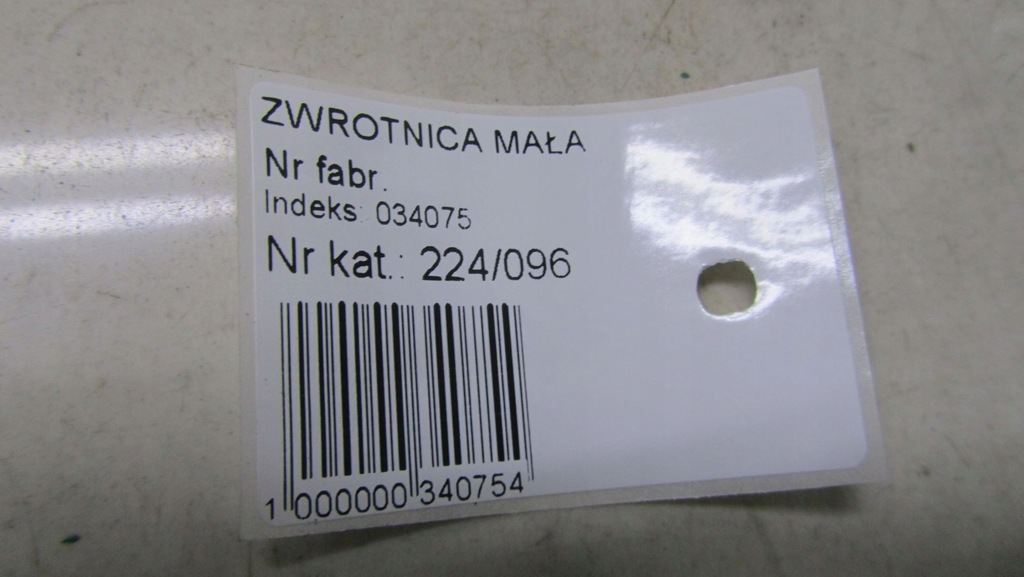 ZWROTNICA MAŁA
Nr fabr.
Indeks: 034075
Nr kat.: 224/096
1 000000 340754